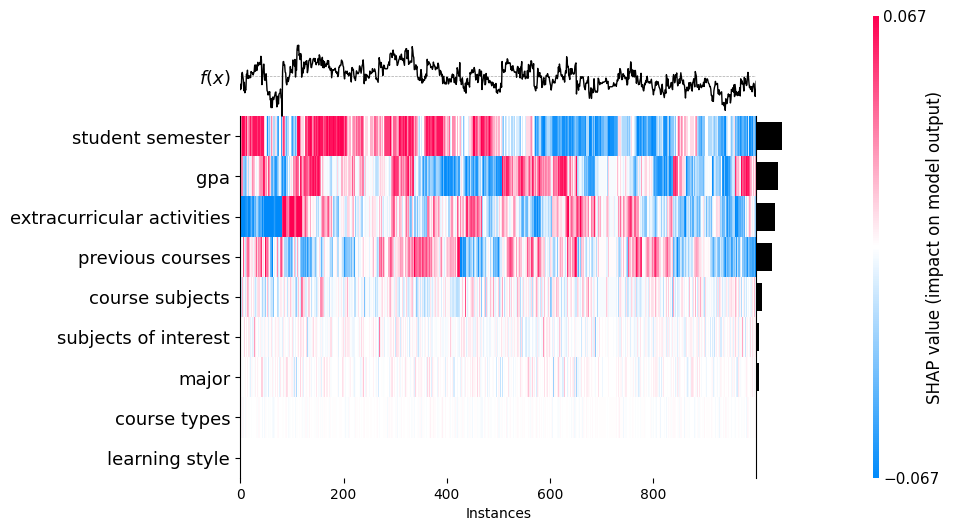 0.067
f(x)
student semester
gpa
extracurricular activities
previous courses
course subjects
subjects of interest
major
course types
learning style
0 200 400 600 800
Instances
SHAP value (impact on model output)
−0.067